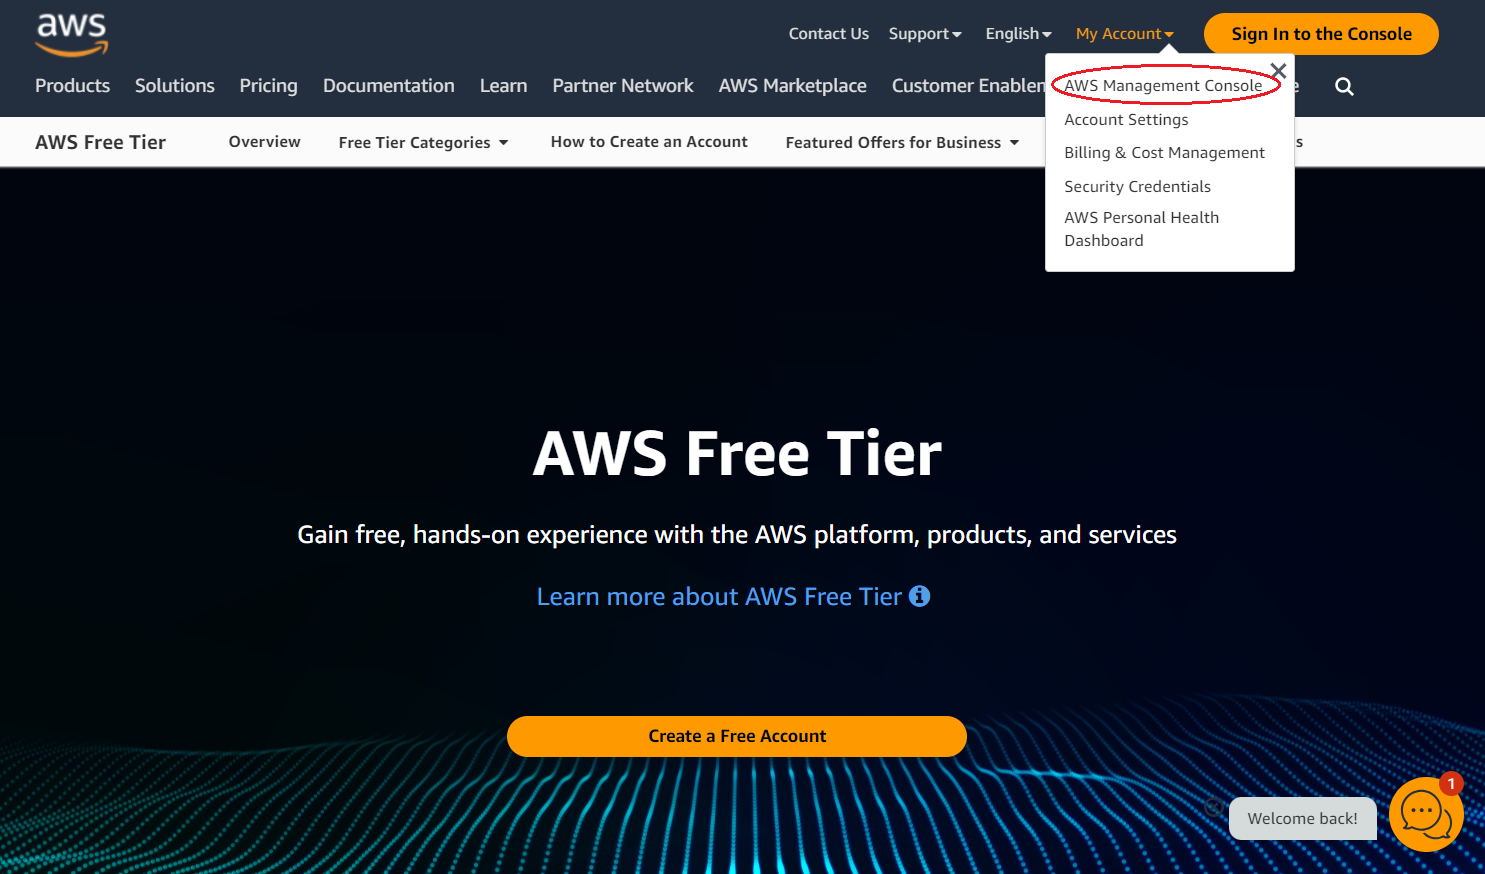 aws
Contact Us Support English My Account Sign In to the Console
Products Solutions Pricing Documentation Learn Partner Network AWS Marketplace Customer Enablen
AWS Management Console
Account Settings
Billing & Cost Management
Security Credentials
AWS Personal Health
Dashboard
AWS Free Tier Overview Free Tier Categories How to Create an Account Featured Offers for Business
AWS Free Tier
Gain free, hands-on experience with the AWS platform, products, and services
Learn more about AWS Free Tier
Create a Free Account
1
Welcome back!